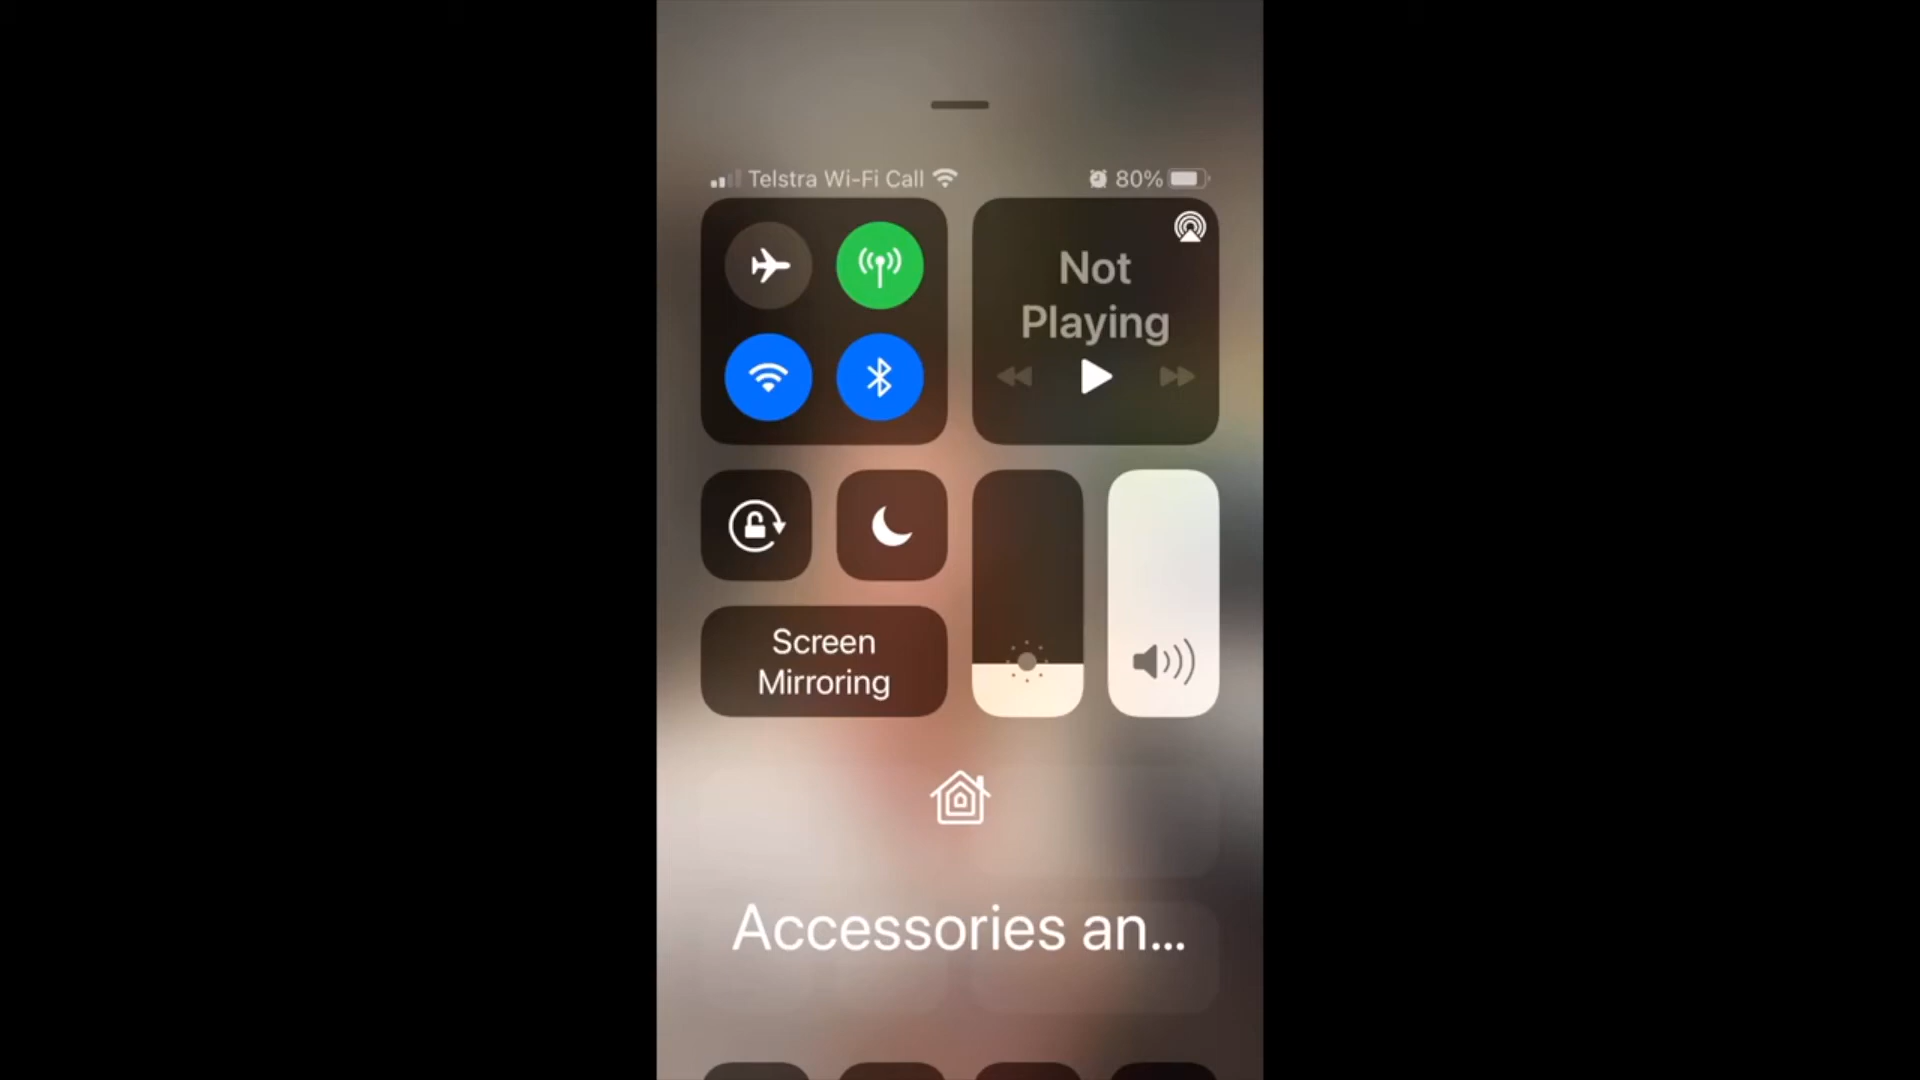 Telstra Wi-Fi Call 80%
Not
Playing
Screen
Mirroring
Accessories an...